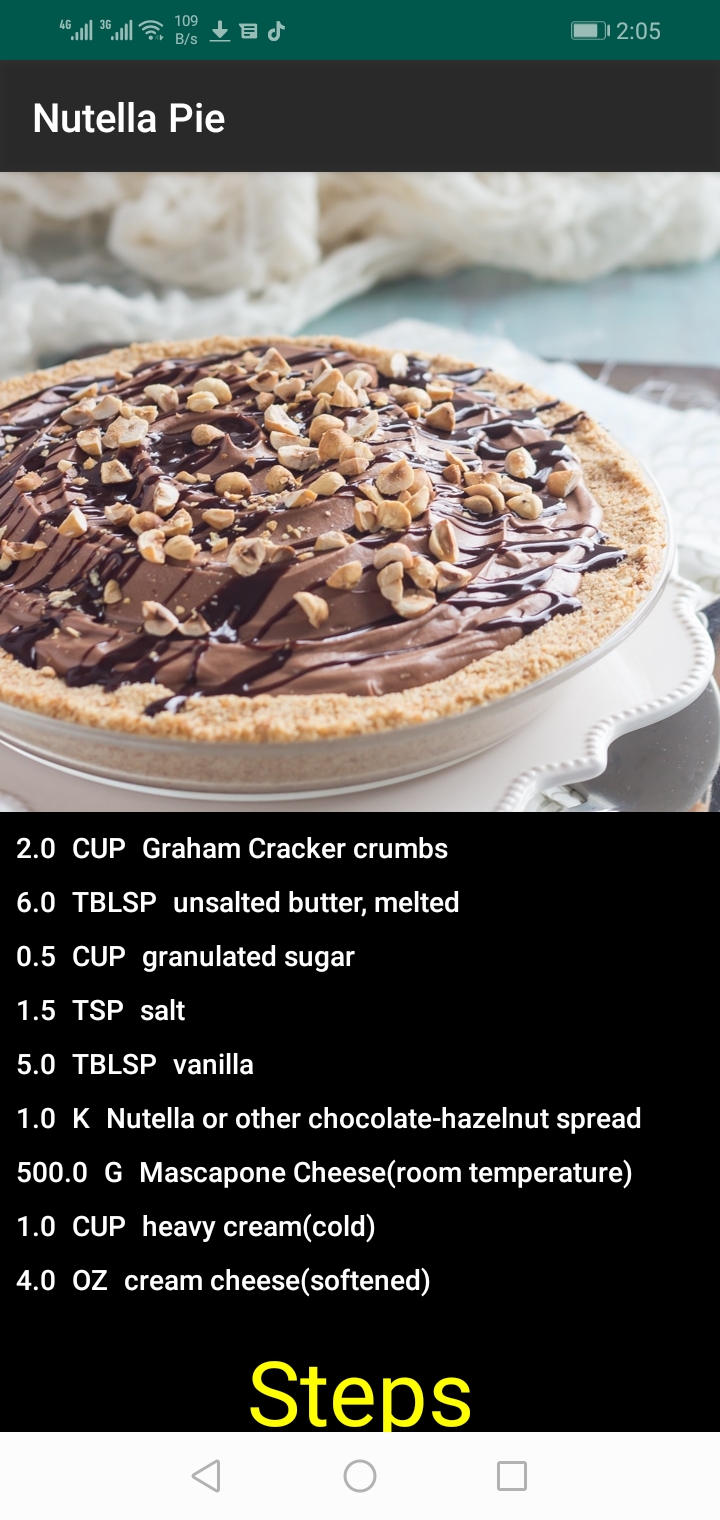 4G 3G 109 B/s 2:05
Nutella Pie
2.0 CUP Graham Cracker crumbs
6.0 TBLSP unsalted butter, melted
0.5 CUP granulated sugar
1.5 TSP salt
5.0 TBLSP vanilla
1.0 K Nutella or other chocolate-hazelnut spread
500.0 G Mascapone Cheese(room temperature)
1.0 CUP heavy cream(cold)
4.0 OZ cream cheese(softened)
Steps